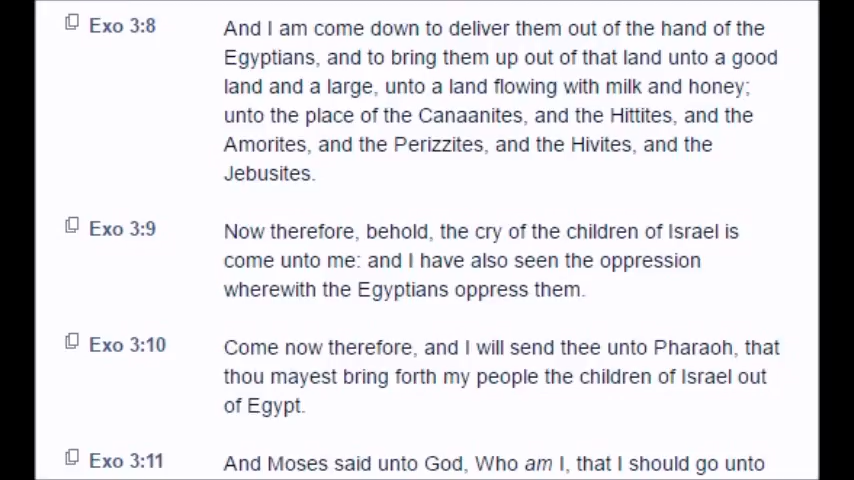 Exo 3:8 And I am come down to deliver them out of the hand of the
Egyptians, and to bring them up out of that land unto a good
land and a large, unto a land flowing with milk and honey;
unto the place of the Canaanites, and the Hittites, and the
Amorites, and the Perizzites, and the Hivites, and the
Jebusites.
Exo 3:9 Now therefore, behold, the cry of the children of Israel is
come unto me: and I have also seen the oppression
wherewith the Egyptians oppress them.
Exo 3:10 Come now therefore, and I will send thee unto Pharaoh, that
thou mayest bring forth my people the children of Israel out
of Egypt.
Exo 3:11 And Moses said unto God, Who am I, that I should go unto